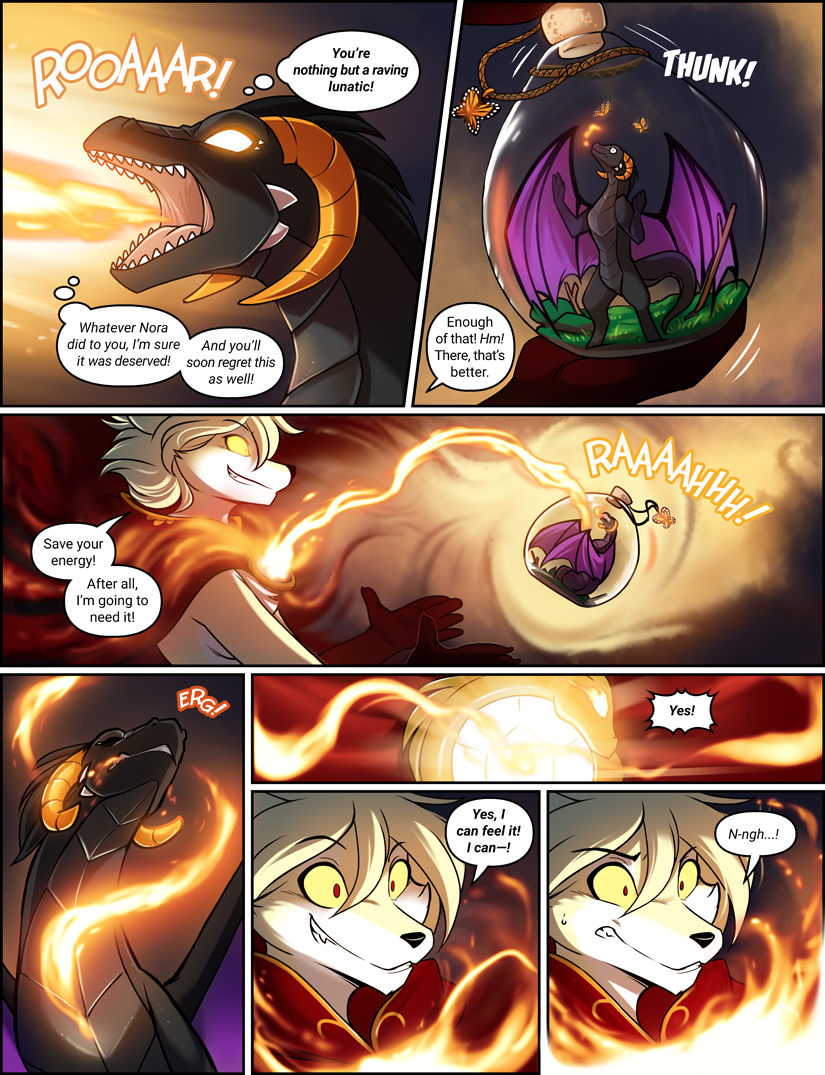 ROOAAAR!
You're
nothing but a raving
lunatic!
Whatever Nora
did to you, I'm sure
it was deserved!
And you'll
soon regret this
as well!
THUNK!
Enough
of that! Hm!
There, that's
better.
RAAAAHHH!
Save your
energy!
After all,
I'm going to
need it!
ERG!
Yes!
Yes, I
can feel it!
I can—!
N-ngh...!